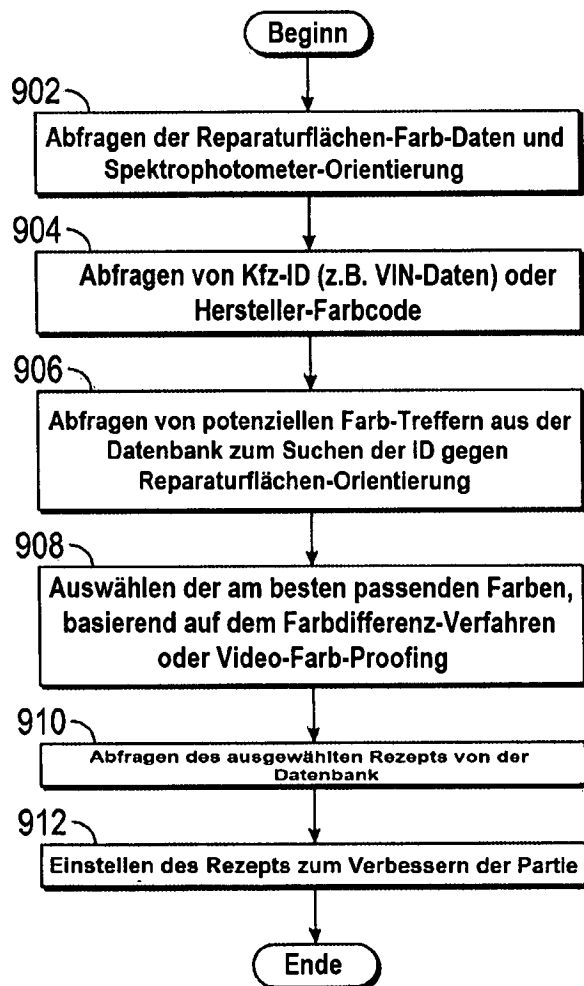 Beginn
902
Abfragen der Reparaturflächen-Farb-Daten und
Spektrophotometer-Orientierung
904
Abfragen von Kfz-ID (z.B. VIN-Daten) oder
Hersteller-Farbcode
906
Abfragen von potenziellen Farb-Treffern aus der
Datenbank zum Suchen der ID gegen
Reparaturflächen-Orientierung
908
Auswählen der am besten passenden Farben,
basierend auf dem Farbdifferenz-Verfahren
oder Video-Farb-Proofing
910
Abfragen des ausgewählten Rezepts von der
Datenbank
912
Einstellen des Rezepts zum Verbessern der Partie
Ende